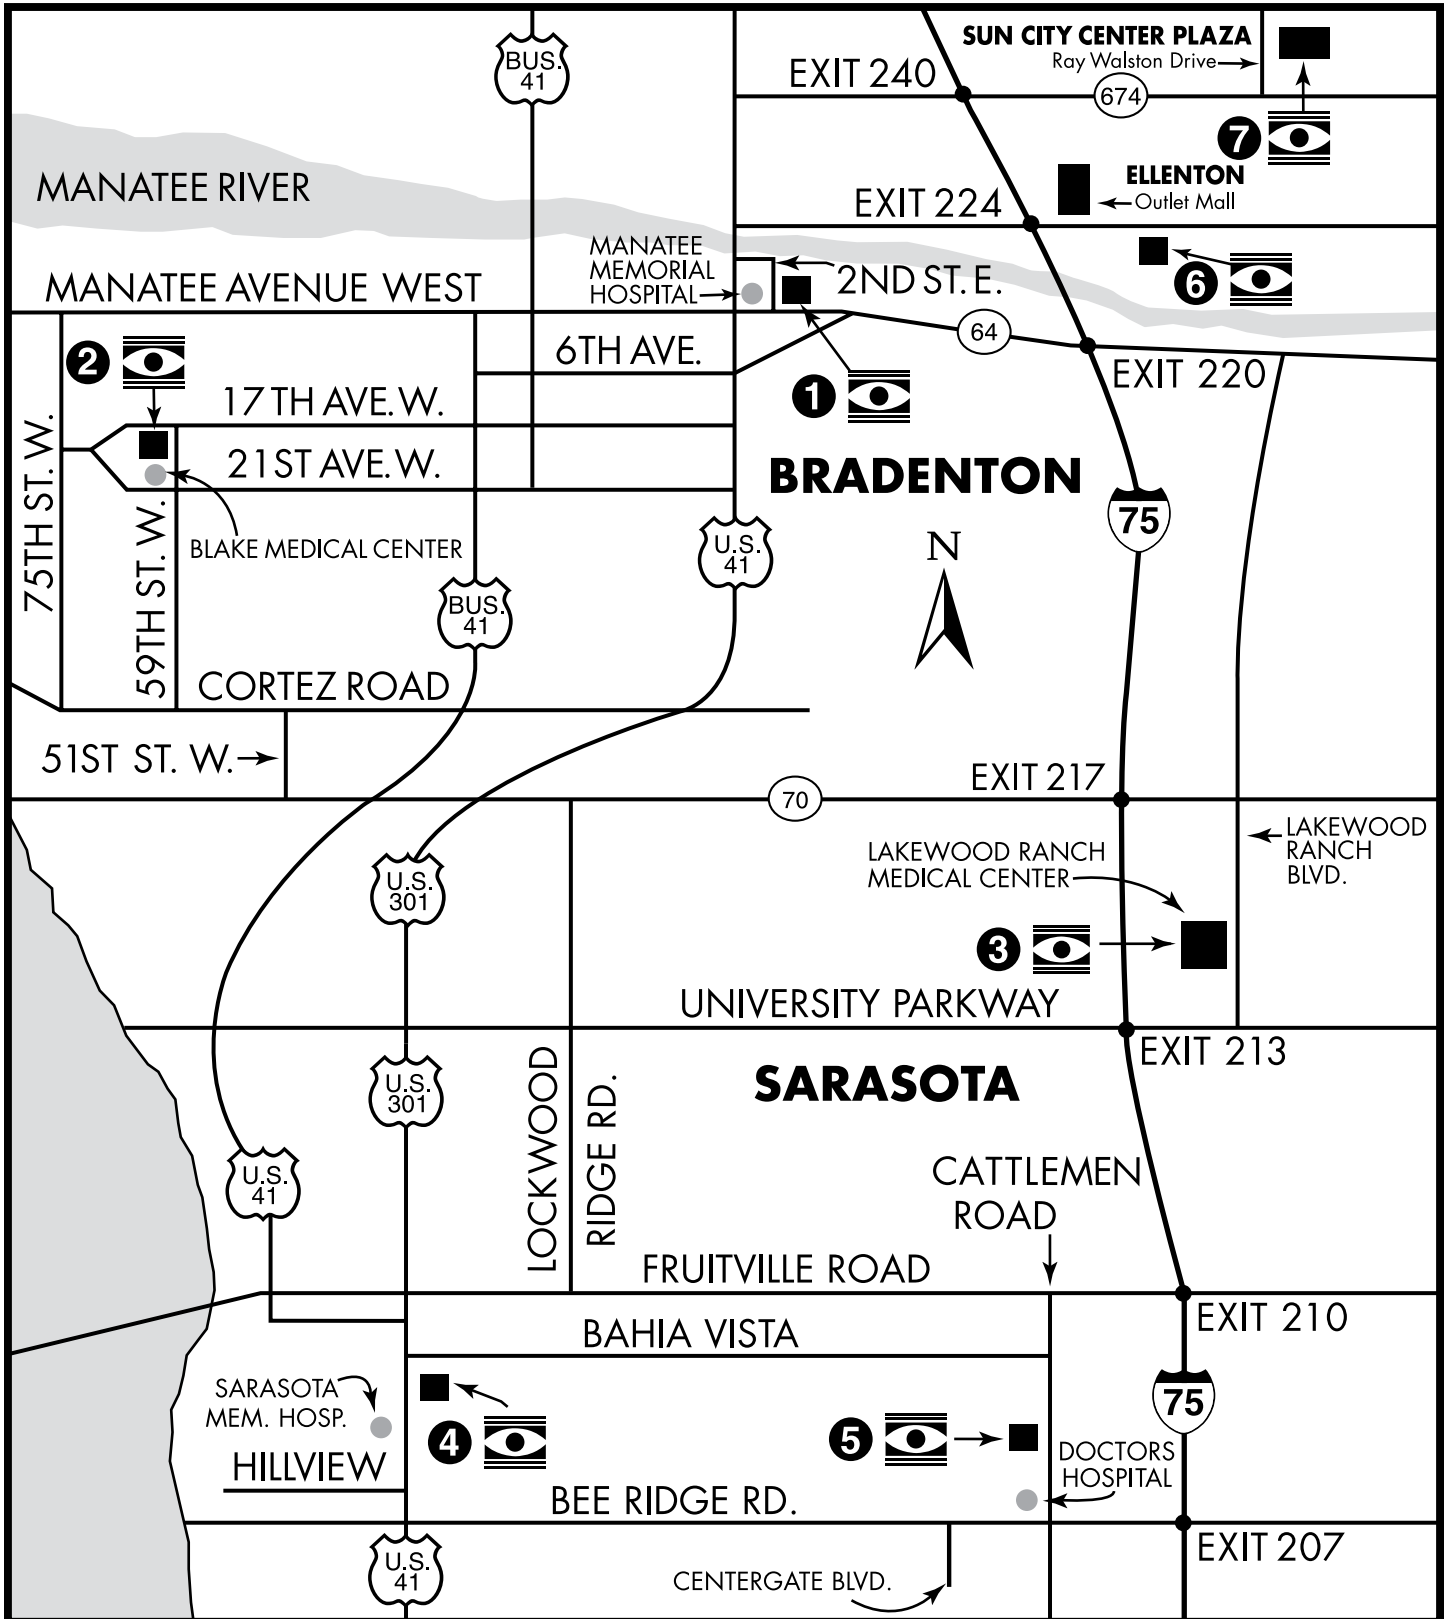 BUS.
41
SUN CITY CENTER PLAZA
Ray Walston Drive
EXIT 240
674
7
MANATEE RIVER
ELLENTON
Outlet Mall
EXIT 224
MANATEE
MEMORIAL
HOSPITAL
2ND ST. E.
6
MANATEE AVENUE WEST
64
6TH AVE.
EXIT 220
2
1
17TH AVE. W.
21ST AVE. W.
BRADENTON
75TH ST. W.
59TH ST. W.
BLAKE MEDICAL CENTER
75
U.S.
41
N
BUS.
41
CORTEZ ROAD
51ST ST. W.
EXIT 217
70
LAKEWOOD
RANCH
BLVD.
LAKEWOOD RANCH
MEDICAL CENTER
U.S.
301
3
UNIVERSITY PARKWAY
EXIT 213
SARASOTA
U.S.
301
LOCKWOOD
RIDGE RD.
U.S.
41
CATTLEMEN
ROAD
FRUITVILLE ROAD
EXIT 210
BAHIA VISTA
SARASOTA
MEM. HOSP.
75
4
5
HILLVIEW
DOCTORS
HOSPITAL
BEE RIDGE RD.
EXIT 207
U.S.
41
CENTERGATE BLVD.